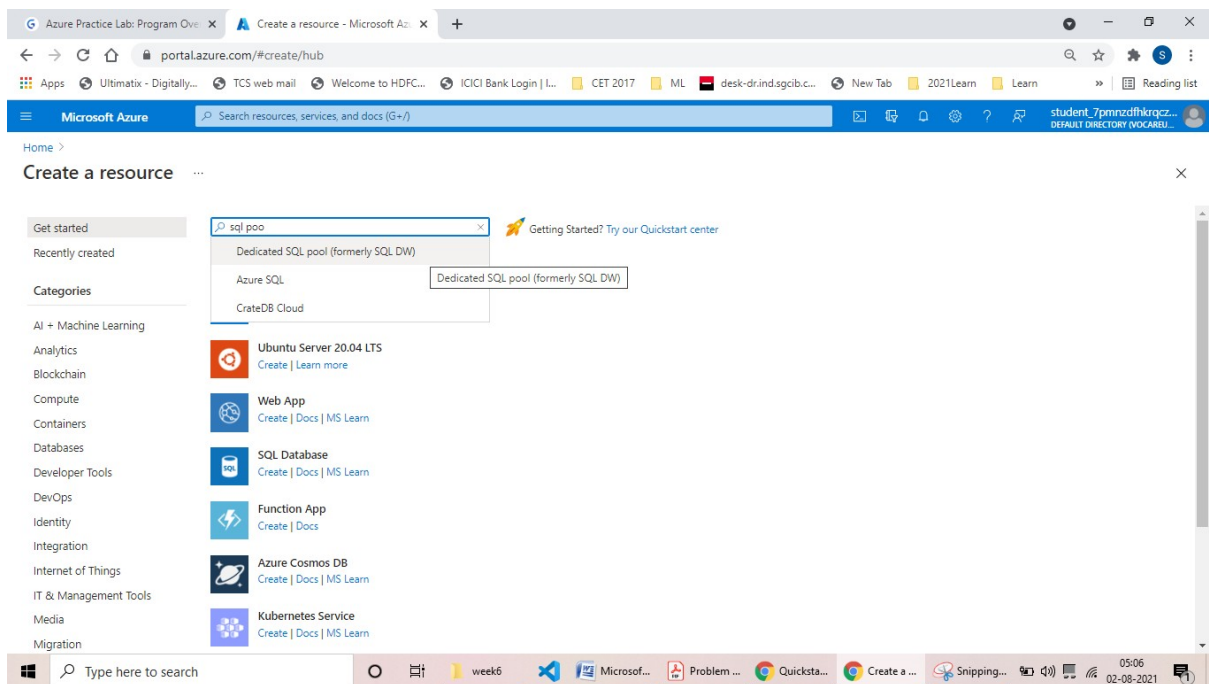 Azure Practice Lab: Program Ove
Create a resource - Microsoft Az
portal.azure.com/#create/hub
S
Apps
Ultimatix - Digitally...
TCS web mail
Welcome to HDFC...
ICICI Bank Login | I...
CET 2017
ML
desk-dr.ind.sgcib.c...
New Tab
2021Learn
Learn
»
Reading list
Microsoft Azure
Search resources, services, and docs (G+/)
student_7pmnzdfhkrqcz...
DEFAULT DIRECTORY (VOCAREU...
Home >
Create a resource ...
Get started
Recently created
Categories
AI + Machine Learning
Analytics
Blockchain
Compute
Containers
Databases
Developer Tools
DevOps
Identity
Integration
Internet of Things
IT & Management Tools
Media
Migration
sql poo
Getting Started? Try our Quickstart center
Dedicated SQL pool (formerly SQL DW)
Dedicated SQL pool (formerly SQL DW)
Azure SQL
CrateDB Cloud
Ubuntu Server 20.04 LTS
Create | Learn more
Web App
Create | Docs | MS Learn
SQL
SQL Database
Create | Docs | MS Learn
Function App
Create | Docs
Azure Cosmos DB
Create | Docs | MS Learn
Kubernetes Service
Create | Docs | MS Learn
Type here to search
week6
Microsof...
Problem ...
Quicksta...
Create a ...
Snipping...
05:06
02-08-2021
1